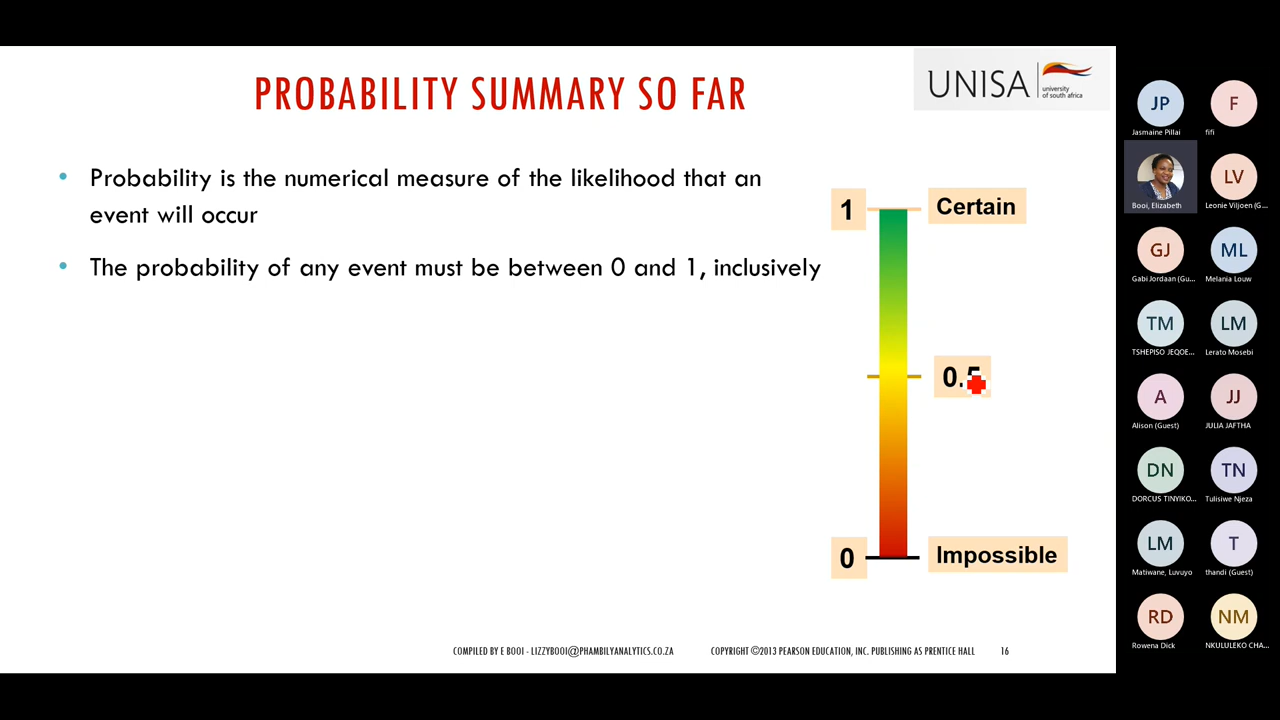 PROBABILITY SUMMARY SO FAR
UNISA
university
of south africa
• Probability is the numerical measure of the likelihood that an
event will occur
• The probability of any event must be between 0 and 1, inclusively
1
Certain
0.5
0
Impossible
COMPILED BY E BOOI - LIZZYBOOI@PHAMBILYANALYTICS.CO.ZA
COPYRIGHT ©2013 PEARSON EDUCATION, INC. PUBLISHING AS PRENTICE HALL
16
JP
F
Jasmaine Pillai
fifi
LV
Booi, Elizabeth
Leonie Viljoen (G...
GJ
ML
Gabi Jordaan (Gu...
Melania Louw
TM
LM
TSHEPISO JEQOE...
Lerato Mosebi
A
JJ
Alison (Guest)
JULIA JAFTHA
DN
TN
DORCUS TINYIKO...
Tulisiwe Njeza
LM
T
Matiwane, Luvuyo
thandi (Guest)
RD
NM
Rowena Dick
NKULULEKO CHA...